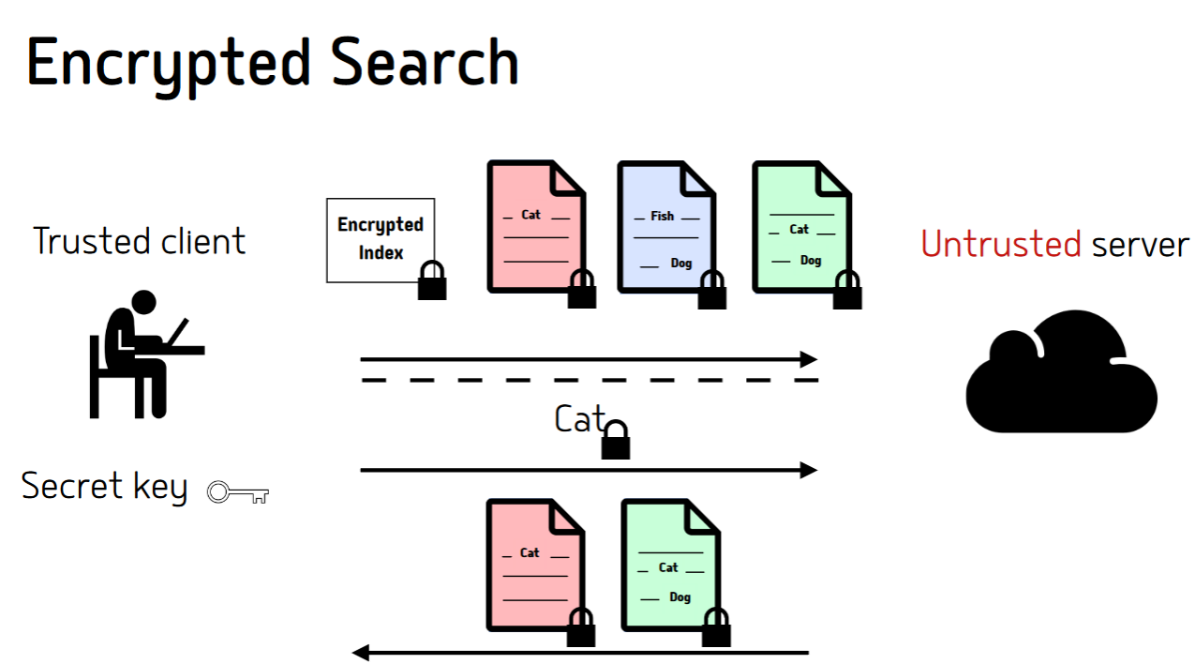 Encrypted Search
Trusted client
Encrypted
Index
Cat
Fish
Dog
Cat
Dog
Untrusted server
Cat
Secret key
Cat
Cat
Dog